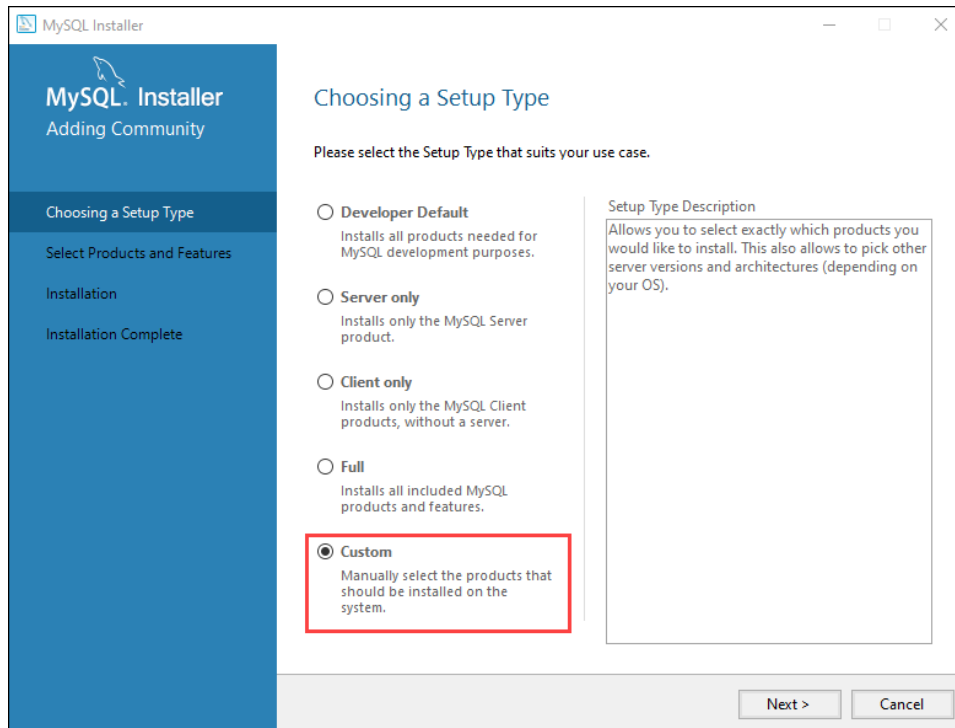 MySQL Installer
MySQL. Installer
Adding Community
Choosing a Setup Type
Select Products and Features
Installation
Installation Complete
Choosing a Setup Type
Please select the Setup Type that suits your use case.
Developer Default
Installs all products needed for
MySQL development purposes.
Server only
Installs only the MySQL Server
product.
Client only
Installs only the MySQL Client
products, without a server.
Full
Installs all included MySQL
products and features.
Custom
Manually select the products that
should be installed on the
system.
Setup Type Description
Allows you to select exactly which products you
would like to install. This also allows to pick other
server versions and architectures (depending on
your OS).
Next >
Cancel